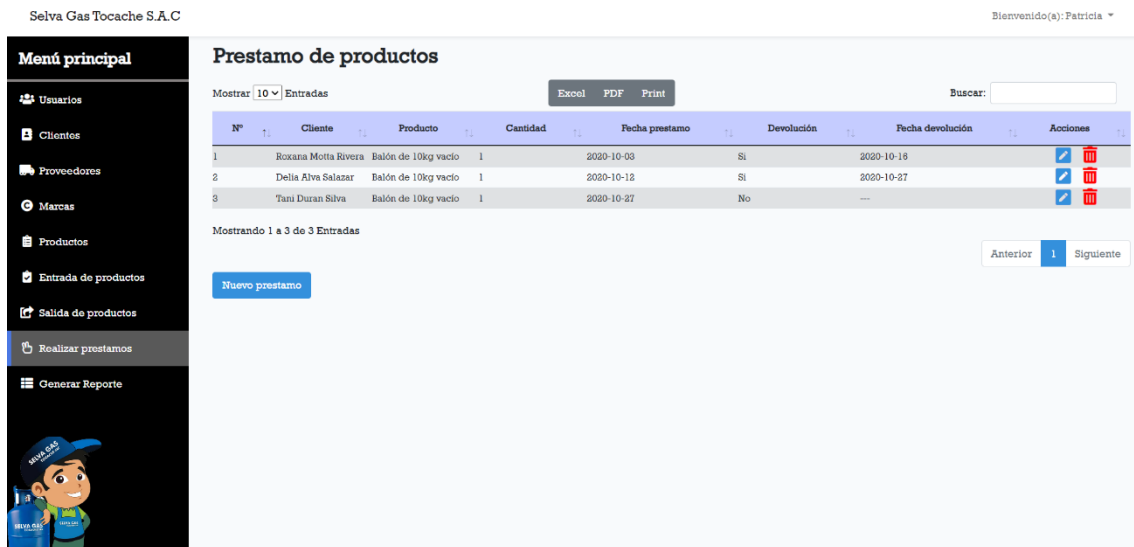 Selva Gas Tocache S.A.C
Bienvenido(a): Patricia
Menú principal
Usuarios
Clientes
Proveedores
Marcas
Productos
Entrada de productos
Salida de productos
Realizar prestamos
Generar Reporte
SELVA GAS
SELVA GAS
SELVA GAS
Prestamo de productos
Mostrar 10 Entradas
Excel PDF Print
Buscar:
Nº Cliente Producto Cantidad Fecha prestamo Devolución Fecha devolución Acciones
1 Roxana Motta Rivera Balón de 10kg vacío 1 2020-10-03 Si 2020-10-16
2 Delia Alva Salazar Balón de 10kg vacío 1 2020-10-12 Si 2020-10-27
3 Tani Duran Silva Balón de 10kg vacío 1 2020-10-27 No ---
Mostrando 1 a 3 de 3 Entradas
Anterior 1 Siguiente
Nuevo prestamo